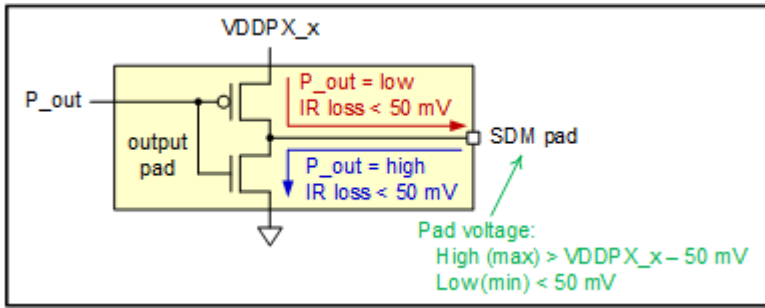 VDDPX_x
P_out
P_out = low
IR loss < 50 mV
output
pad
SDM pad
P_out = high
IR loss < 50 mV
Pad voltage:
High (max) > VDDPX_x – 50 mV
Low(min) < 50 mV